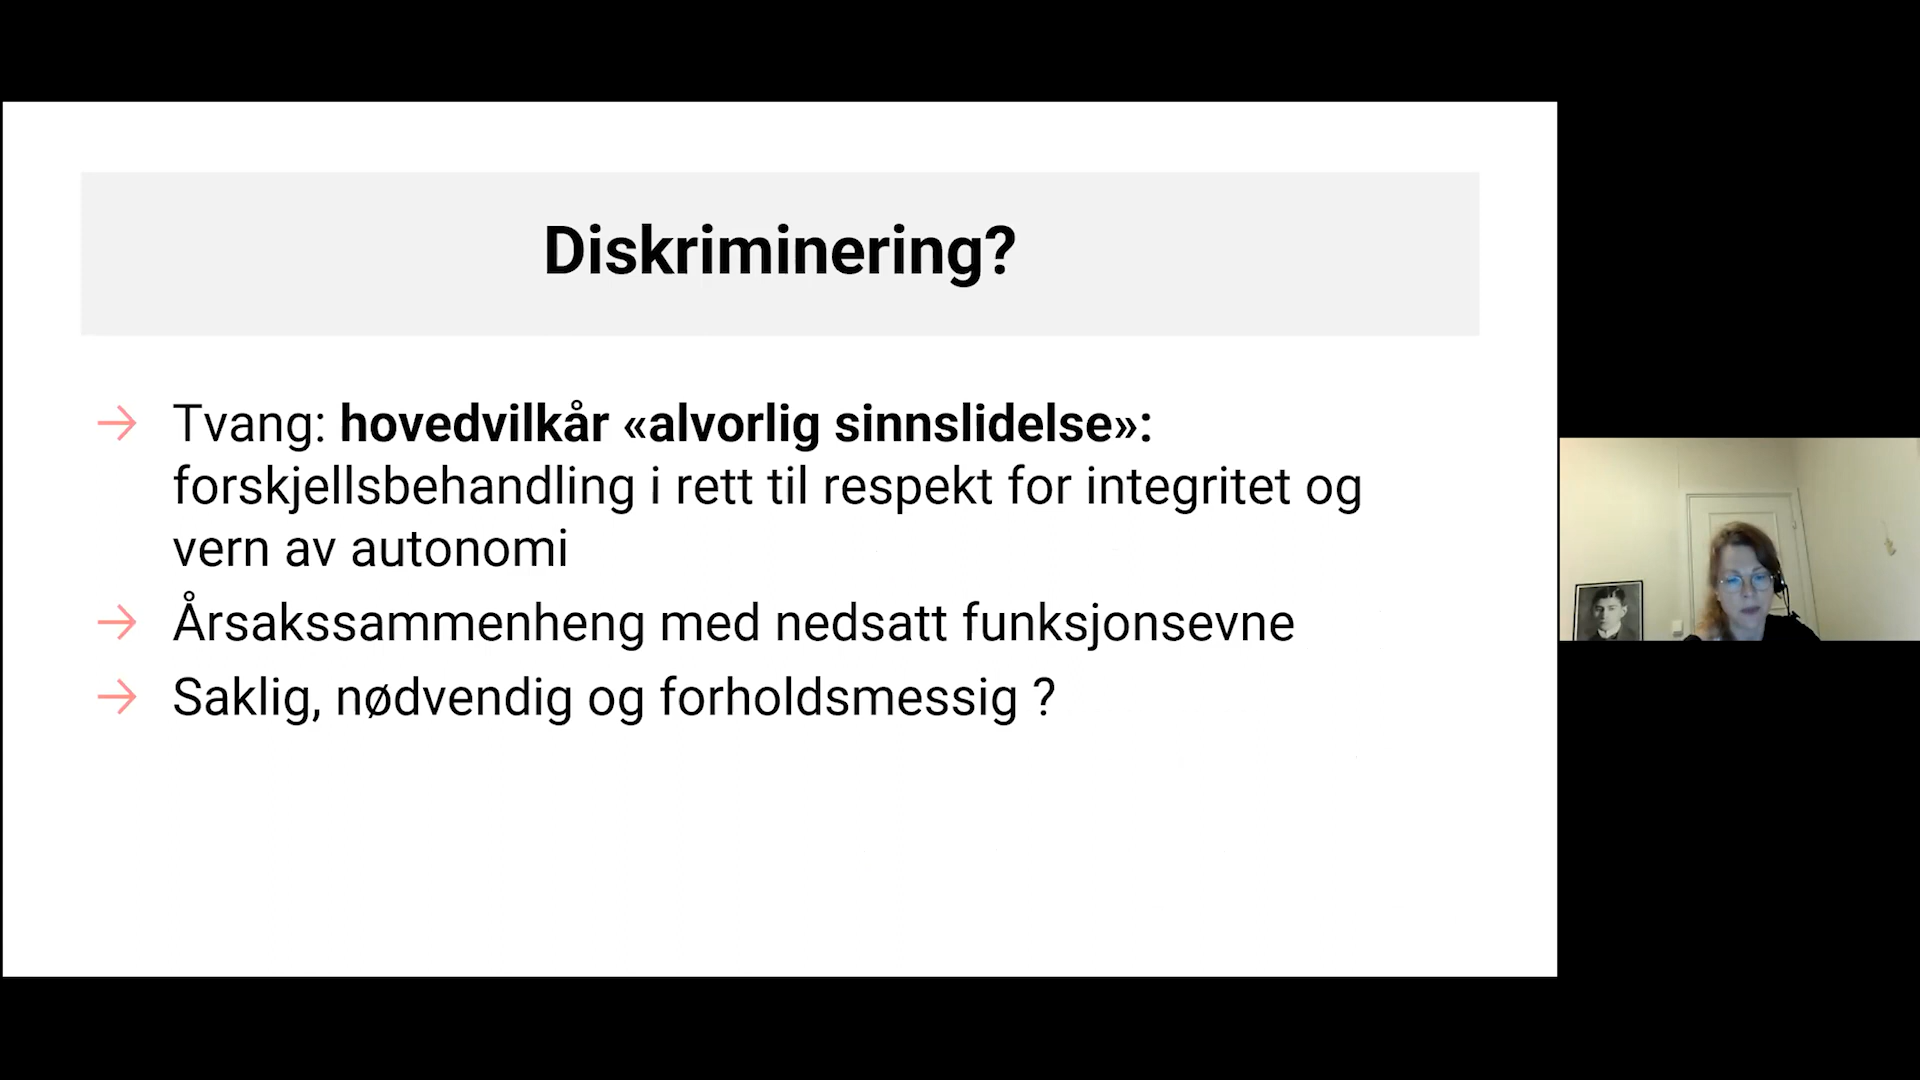 Diskriminering?
→ Tvang: hovedvilkår «alvorlig sinnslidelse»:
forskjellsbehandling i rett til respekt for integritet og
vern av autonomi
→ Årsakssammenheng med nedsatt funksjonsevne
→ Saklig, nødvendig og forholdsmessig ?